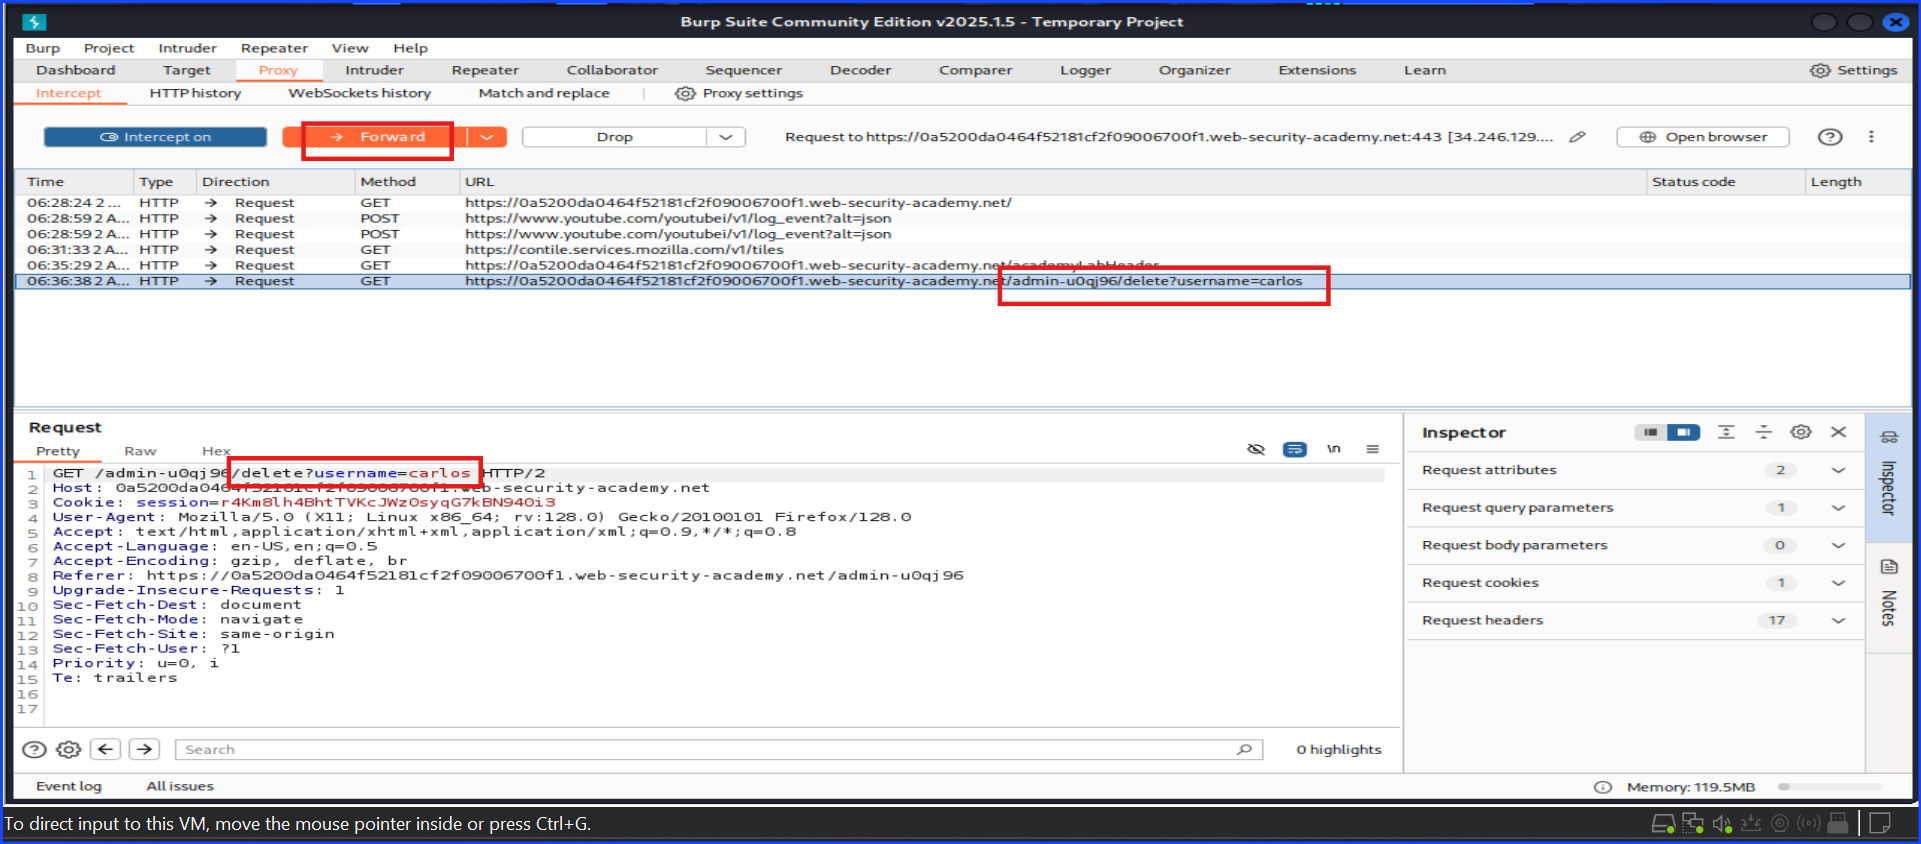 Burp Suite Community Edition v2025.1.5 - Temporary Project
Burp Project Intruder Repeater View Help
Dashboard Target Proxy Intruder Repeater Collaborator Sequencer Decoder Comparer Logger Organizer Extensions Learn Settings
Intercept HTTP history WebSockets history Match and replace Proxy settings
Intercept on Forward Drop Request to https://0a5200da0464f52181cf2f09006700f1.web-security-academy.net:443 [34.246.129.... Open browser
Time Type Direction Method URL Status code Length
06:28:24 2 ... HTTP → Request GET https://0a5200da0464f52181cf2f09006700f1.web-security-academy.net/
06:28:59 2 A... HTTP → Request POST https://www.youtube.com/youtubei/v1/log_event?alt=json
06:28:59 2 A... HTTP → Request POST https://www.youtube.com/youtubei/v1/log_event?alt=json
06:31:33 2 A... HTTP → Request GET https://contile.services.mozilla.com/v1/tiles
06:35:29 2 A... HTTP → Request GET https://0a5200da0464f52181cf2f09006700f1.web-security-academy.net/academyLabHeader
06:36:38 2 A... HTTP → Request GET https://0a5200da0464f52181cf2f09006700f1.web-security-academy.net/admin-u0qj96/delete?username=carlos
Request
Pretty Raw Hex
\n
1 GET /admin-u0qj96/delete?username=carlos HTTP/2
2 Host: 0a5200da0464f52181cf2f09006700f1.web-security-academy.net
3 Cookie: session=r4Km8lh4BhtTVKcJWz0syqG7kBN940i3
4 User-Agent: Mozilla/5.0 (X11; Linux x86_64; rv:128.0) Gecko/20100101 Firefox/128.0
5 Accept: text/html,application/xhtml+xml,application/xml;q=0.9,*/*;q=0.8
6 Accept-Language: en-US,en;q=0.5
7 Accept-Encoding: gzip, deflate, br
8 Referer: https://0a5200da0464f52181cf2f09006700f1.web-security-academy.net/admin-u0qj96
9 Upgrade-Insecure-Requests: 1
10 Sec-Fetch-Dest: document
11 Sec-Fetch-Mode: navigate
12 Sec-Fetch-Site: same-origin
13 Sec-Fetch-User: ?1
14 Priority: u=0, i
15 Te: trailers
16
17
Search 0 highlights
Inspector
Request attributes 2
Request query parameters 1
Request body parameters 0
Request cookies 1
Request headers 17
Inspector
Notes
Event log All issues Memory: 119.5MB
To direct input to this VM, move the mouse pointer inside or press Ctrl+G.